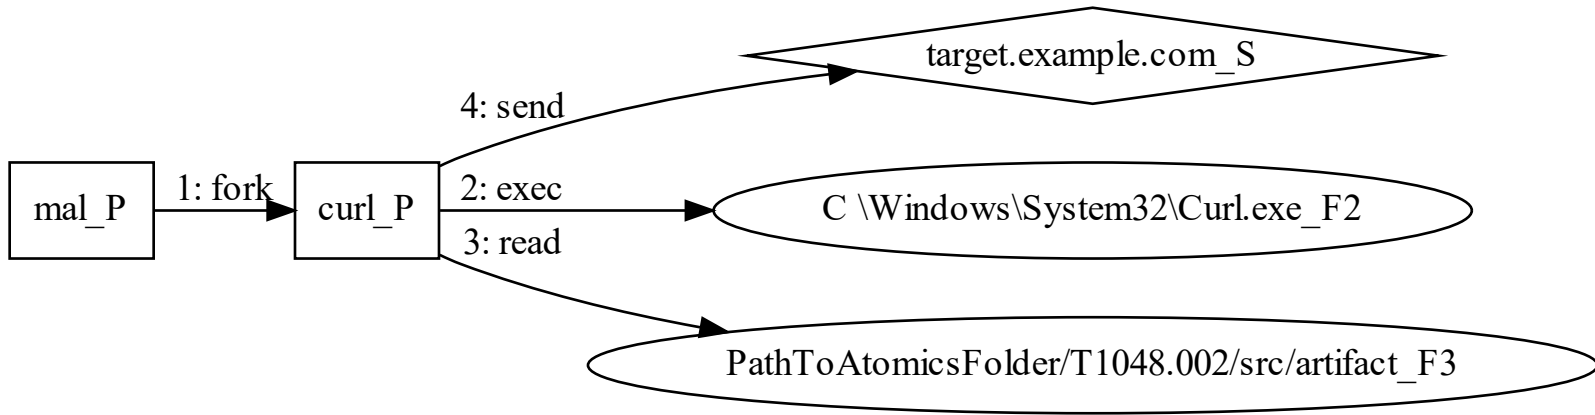 target.example.com_S
4: send
mal_P
1: fork
curl_P
2: exec
C \Windows\System32\Curl.exe_F2
3: read
PathToAtomicsFolder/T1048.002/src/artifact_F3